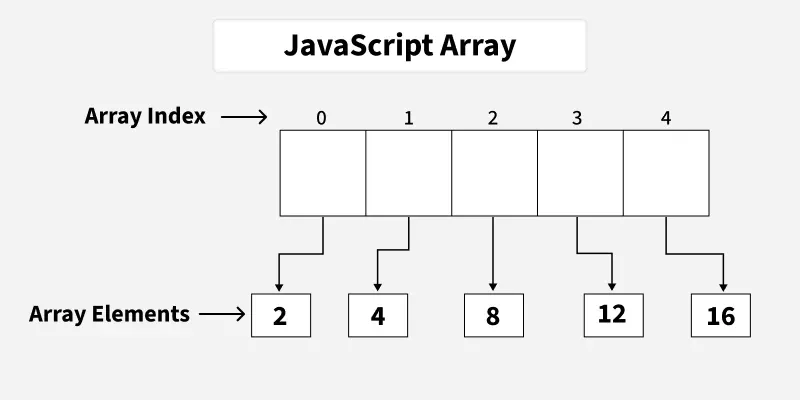 JavaScript Array
Array Index
0 1 2 3 4
Array Elements
2 4 8 12 16